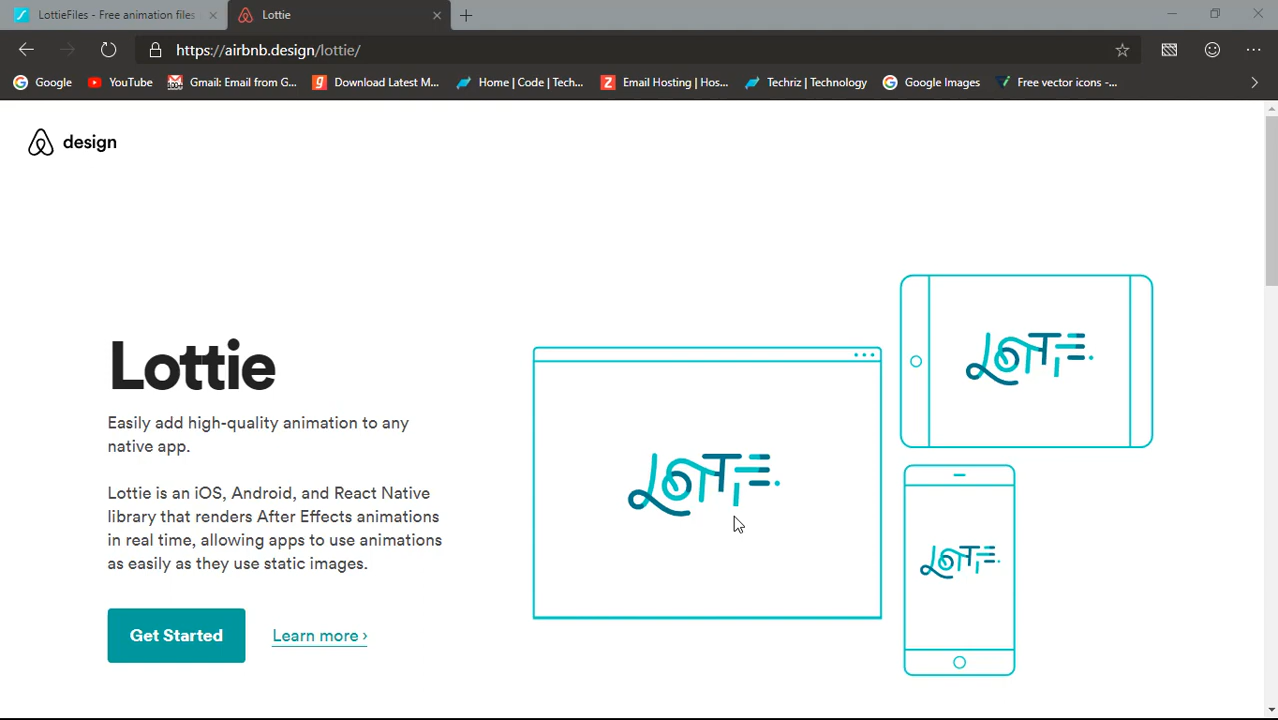 LottieFiles - Free animation files
Lottie
https://airbnb.design/lottie/
Google
YouTube
Gmail: Email from G...
Download Latest M...
Home | Code | Tech...
Email Hosting | Hos...
Techriz | Technology
Google Images
Free vector icons -...
design
Lottie
Easily add high-quality animation to any
native app.
Lottie is an iOS, Android, and React Native
library that renders After Effects animations
in real time, allowing apps to use animations
as easily as they use static images.
Get Started
Learn more ›
LOTTIE
LOTTIE
LOTTIE